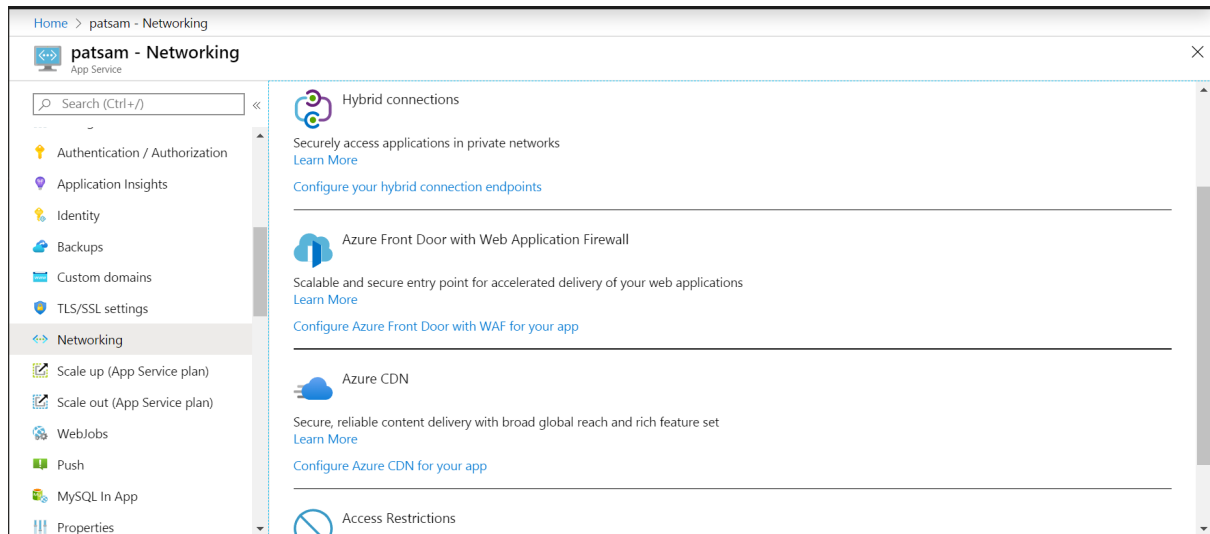 Home > patsam - Networking
patsam - Networking
App Service
Search (Ctrl+/)
Authentication / Authorization
Application Insights
Identity
Backups
Custom domains
TLS/SSL settings
Networking
Scale up (App Service plan)
Scale out (App Service plan)
WebJobs
Push
MySQL In App
Properties
Hybrid connections
Securely access applications in private networks
Learn More
Configure your hybrid connection endpoints
Azure Front Door with Web Application Firewall
Scalable and secure entry point for accelerated delivery of your web applications
Learn More
Configure Azure Front Door with WAF for your app
Azure CDN
Secure, reliable content delivery with broad global reach and rich feature set
Learn More
Configure Azure CDN for your app
Access Restrictions